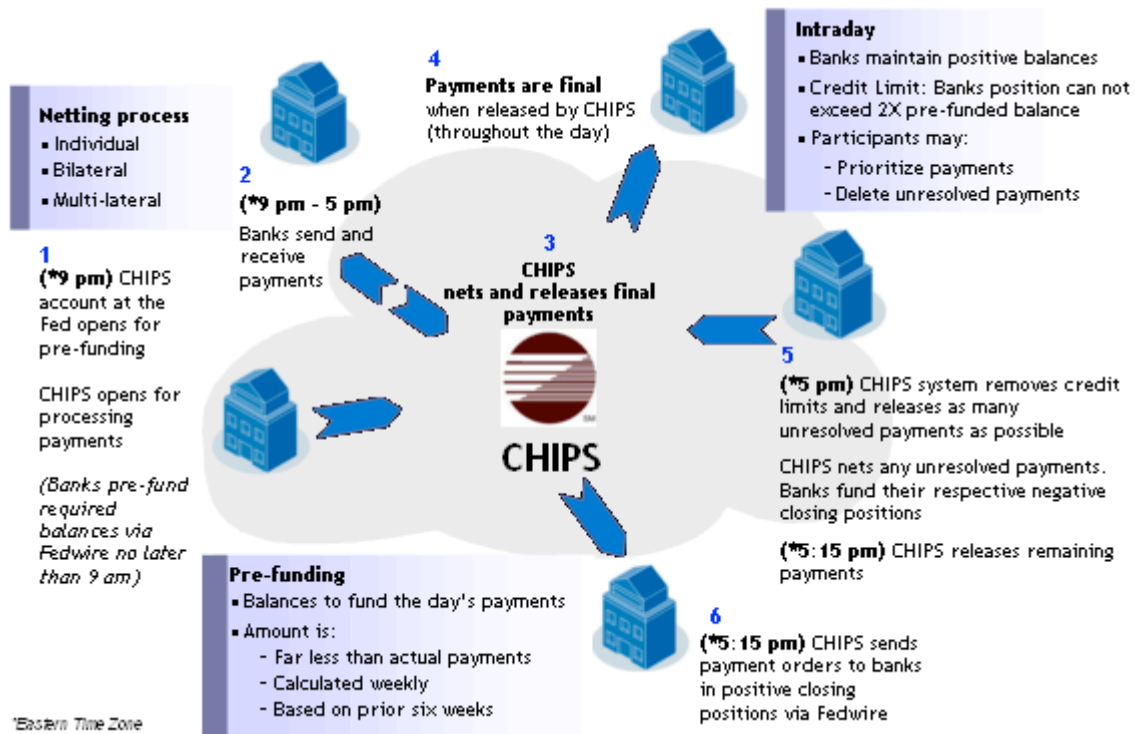 Netting process
▪ Individual
▪ Bilateral
▪ Multi-lateral
1
(*9 pm) CHIPS
account at the
Fed opens for
pre-funding
CHIPS opens for
processing
payments
(Banks pre-fund
required
balances via
Fedwire no later
than 9 am)
2
(*9 pm - 5 pm)
Banks send and
receive
payments
3
CHIPS
nets and releases final
payments
SM
CHIPS
4
Payments are final
when released by CHIPS
(throughout the day)
Intraday
▪ Banks maintain positive balances
▪ Credit Limit: Banks position can not
exceed 2X pre-funded balance
▪ Participants may:
- Prioritize payments
- Delete unresolved payments
5
(*5 pm) CHIPS system removes credit
limits and releases as many
unresolved payments as possible
CHIPS nets any unresolved payments.
Banks fund their respective negative
closing positions
(*5:15 pm) CHIPS releases remaining
payments
Pre-funding
▪ Balances to fund the day's payments
▪ Amount is:
- Far less than actual payments
- Calculated weekly
- Based on prior six weeks
6
(*5:15 pm) CHIPS sends
payment orders to banks
in positive closing
positions via Fedwire
*Eastern Time Zone